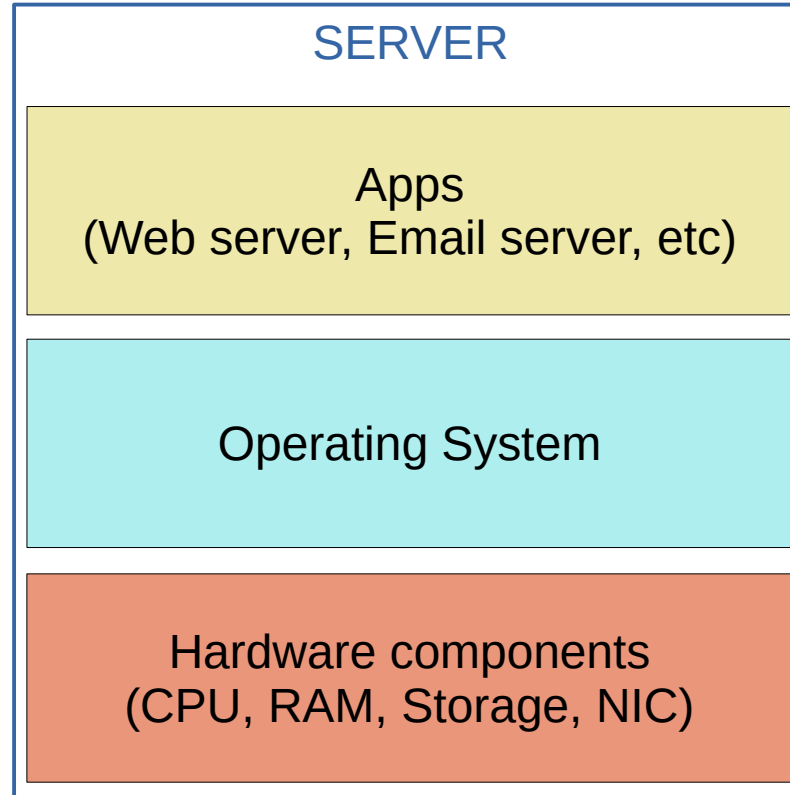 SERVER
Apps
(Web server, Email server, etc)
Operating System
Hardware components
(CPU, RAM, Storage, NIC)